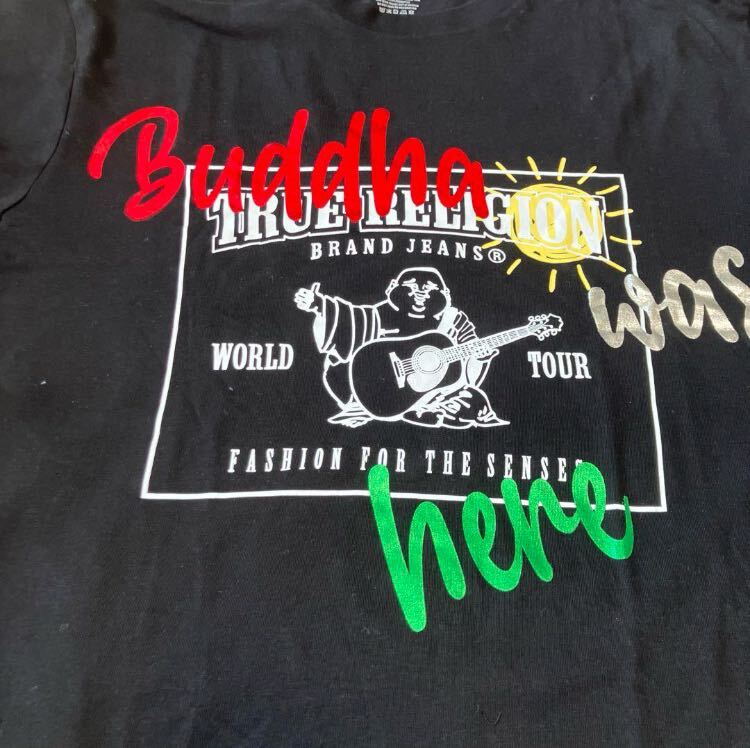 Buddha
TRUE RELIGION
BRAND JEANS®
was
WORLD TOUR
FASHION FOR THE SENSES
here